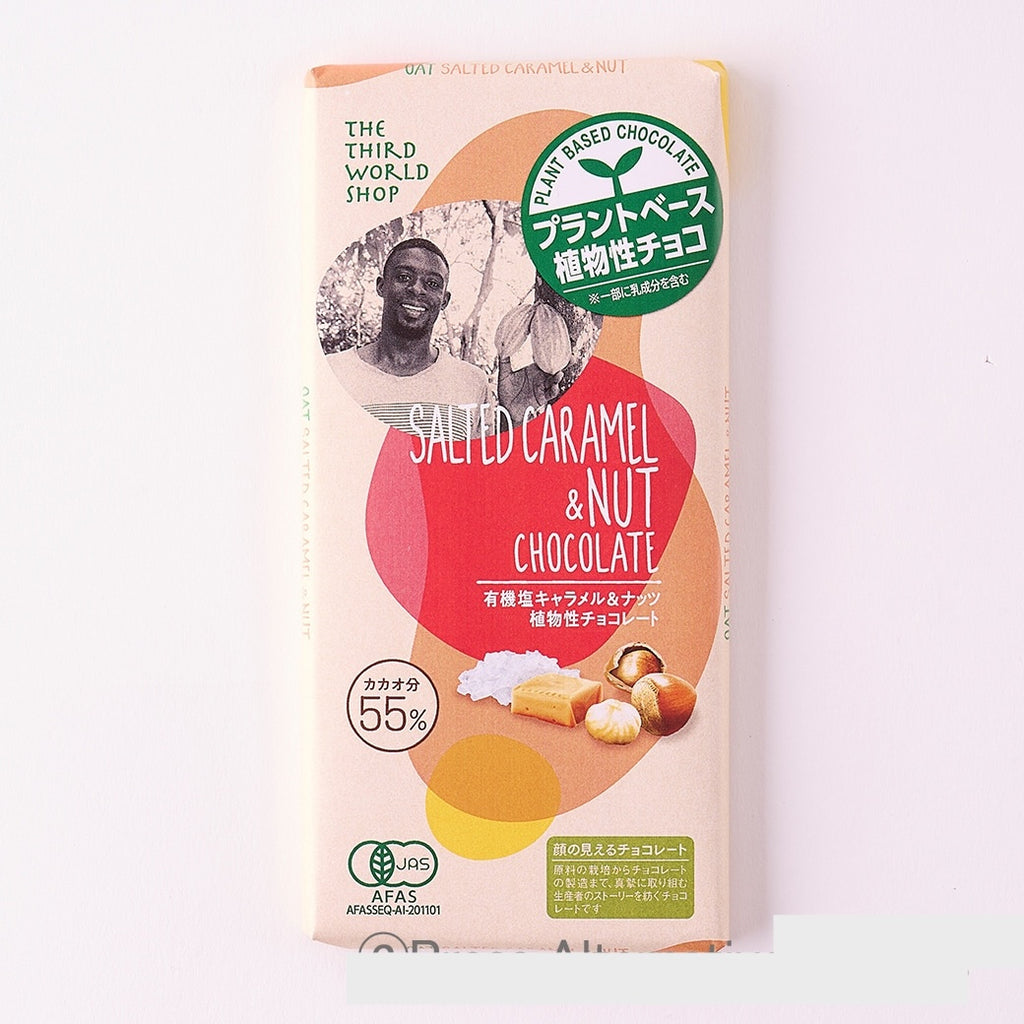 OAT SALTED CARAMEL & NUT
THE
THIRD
WORLD
SHOP
PLANT BASED CHOCOLATE
プラントベース
植物性チョコ
※一部に乳成分を含む
SALTED CARAMEL
&NUT
CHOCOLATE
有機塩キャラメル&ナッツ
植物性チョコレート
OAT SALTED CARAMEL & NUT
OAT SALTED CARAMEL & NUT
カカオ分
55%
JAS
AFAS
AFASSEQ-AI-201101
顔の見えるチョコレート
原料の栽培からチョコレート
の製造まで、真摯に取り組む
生産者のストーリーを紡ぐチョコ
レートです